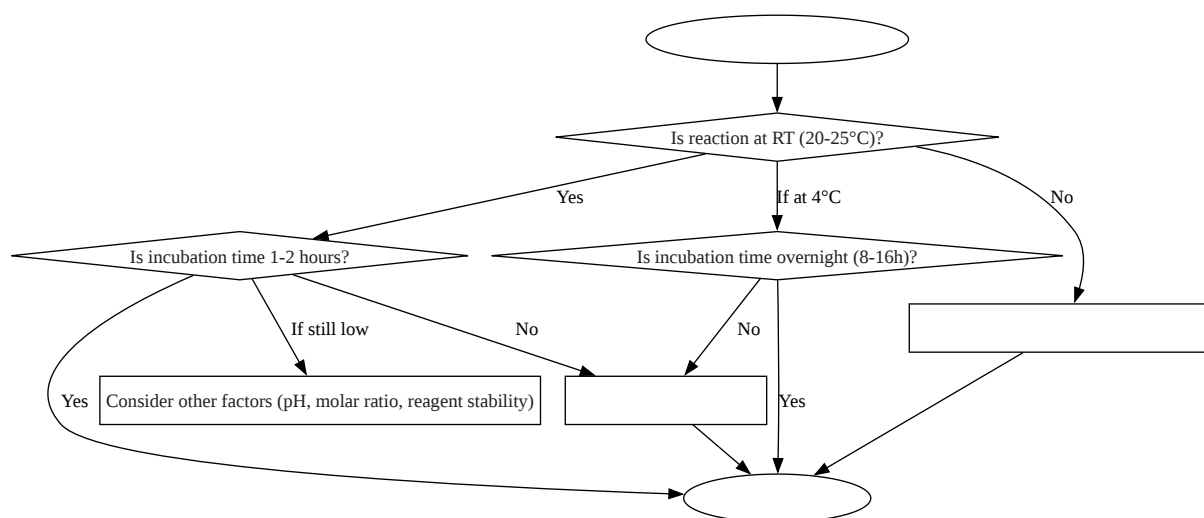 Is reaction at RT (20-25°C)?
Yes
If at 4°C
No
Is incubation time 1-2 hours?
Is incubation time overnight (8-16h)?
If still low
No
No
Yes
Consider other factors (pH, molar ratio, reagent stability)
Yes